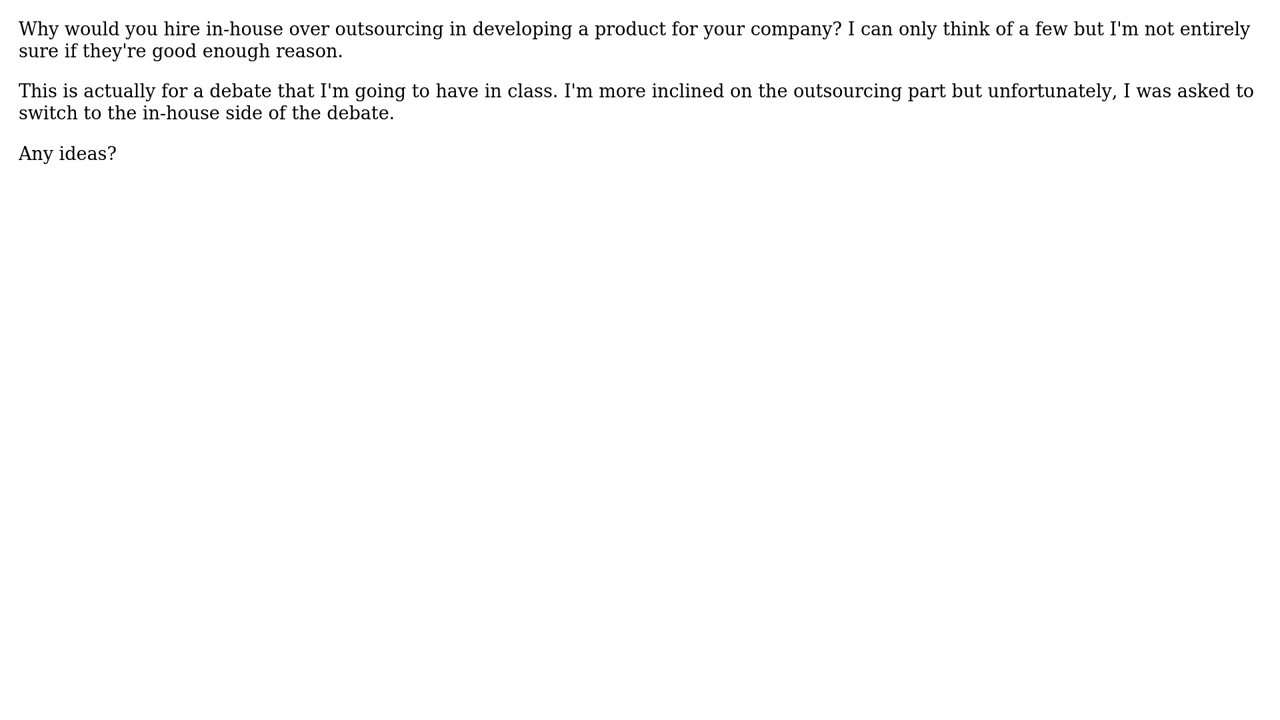 Why would you hire in-house over outsourcing in developing a product for your company? I can only think of a few but I'm not entirely
sure if they're good enough reason.
This is actually for a debate that I'm going to have in class. I'm more inclined on the outsourcing part but unfortunately, I was asked to
switch to the in-house side of the debate.
Any ideas?